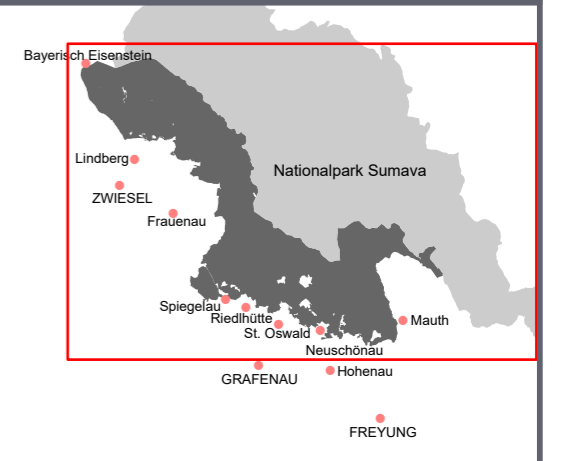 Bayerisch Eisenstein
Lindberg
Nationalpark Sumava
ZWIESEL
Frauenau
Spiegelau
Riedlhütte
Mauth
St. Oswald
Neuschönau
Hohenau
GRAFENAU
FREYUNG